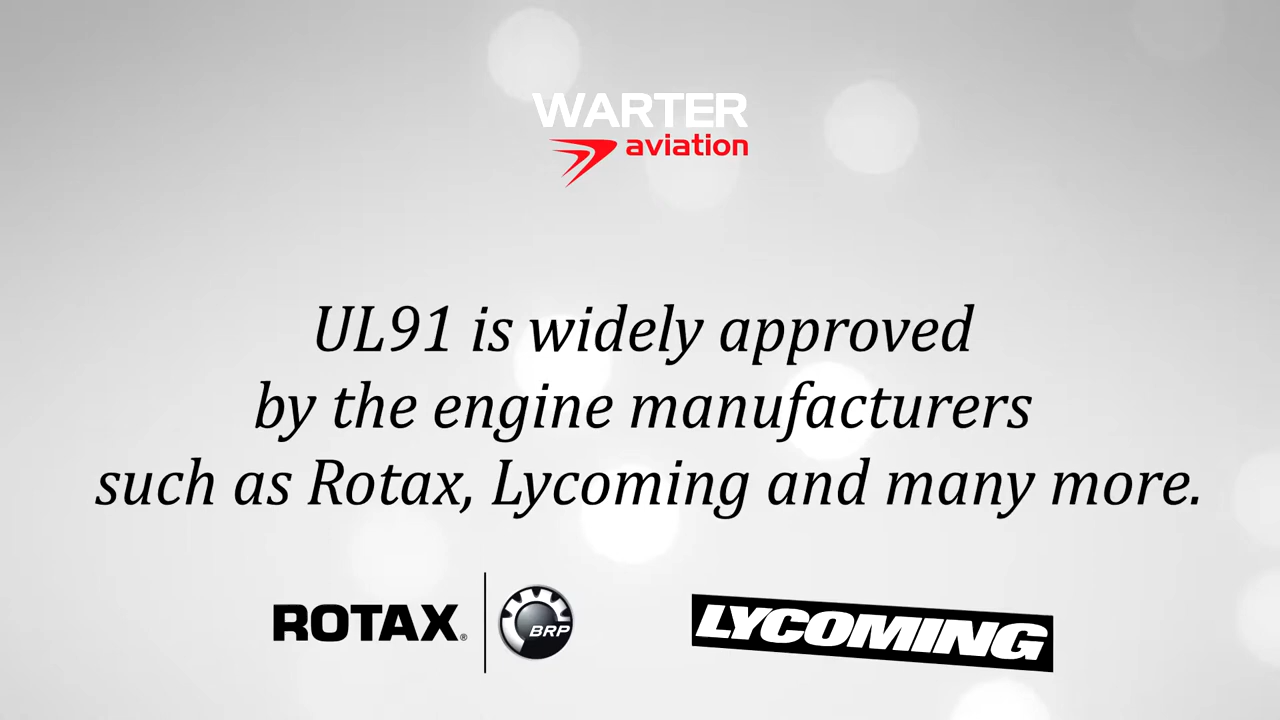 WARTER
aviation
UL91 is widely approved
by the engine manufacturers
such as Rotax, Lycoming and many more.
ROTAX® BRP
LYCOMING